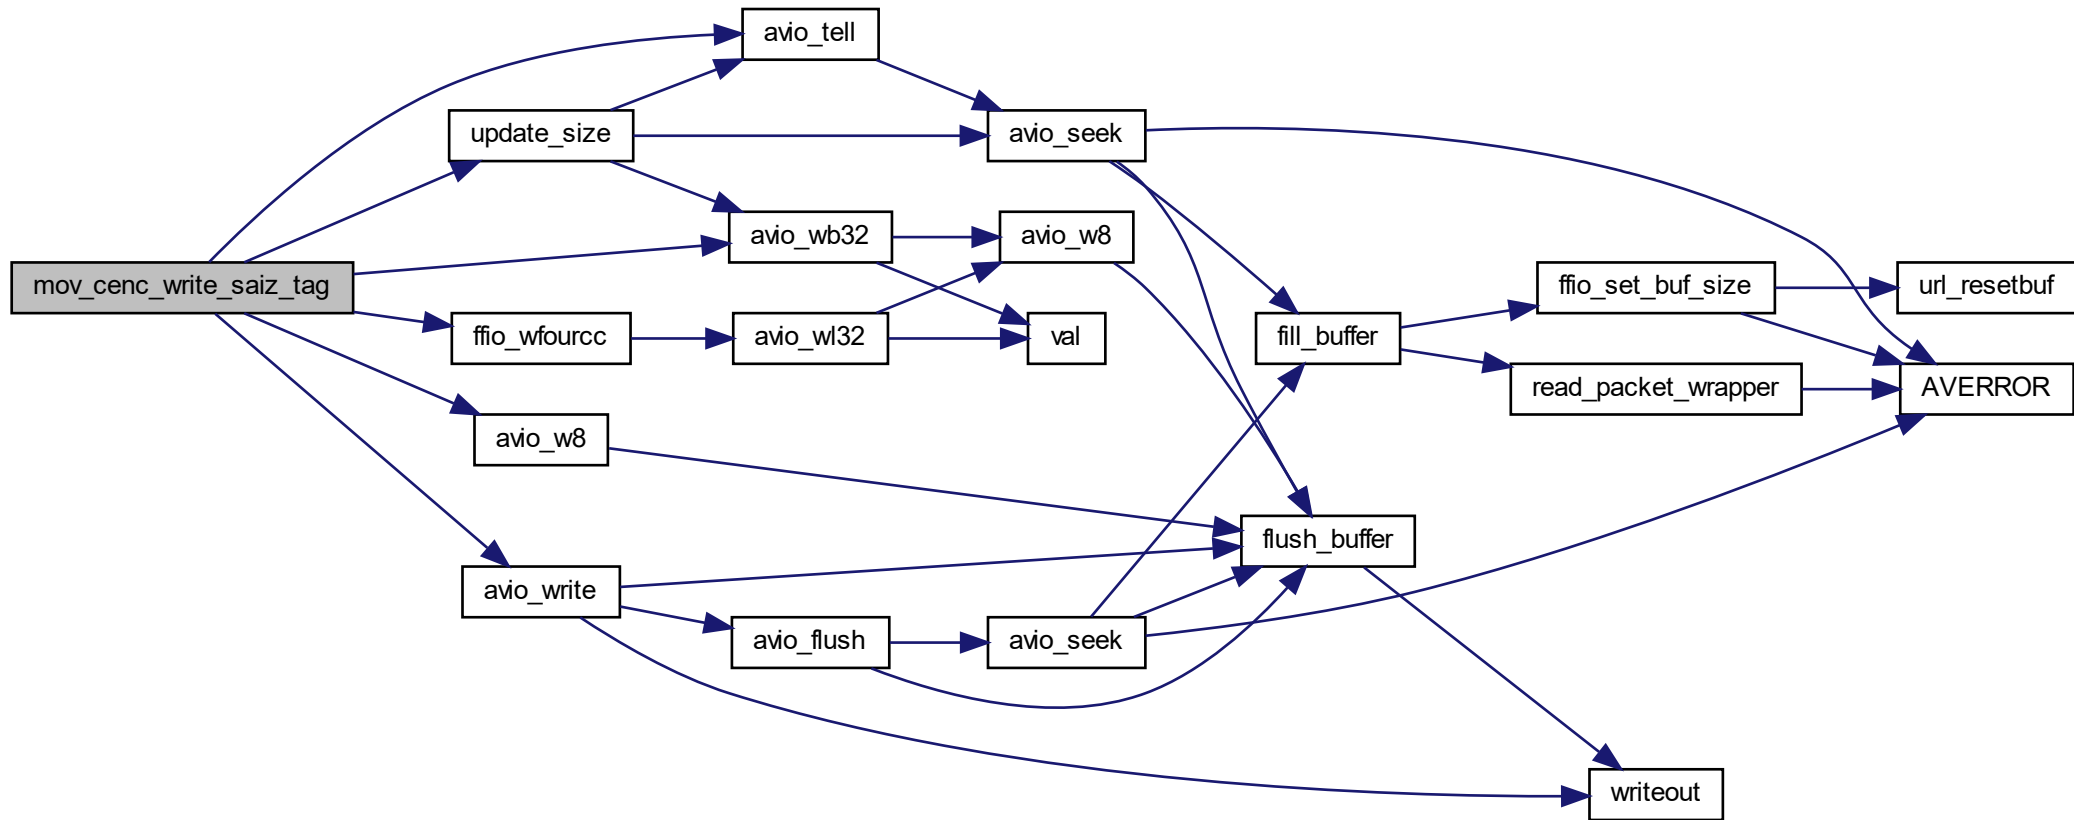 avio_tell
update_size
avio_seek
avio_wb32
avio_w8
mov_cenc_write_saiz_tag
ffio_set_buf_size
url_resetbuf
ffio_wfourcc
avio_wl32
val
fill_buffer
read_packet_wrapper
AVERROR
avio_w8
flush_buffer
avio_write
avio_flush
avio_seek
writeout